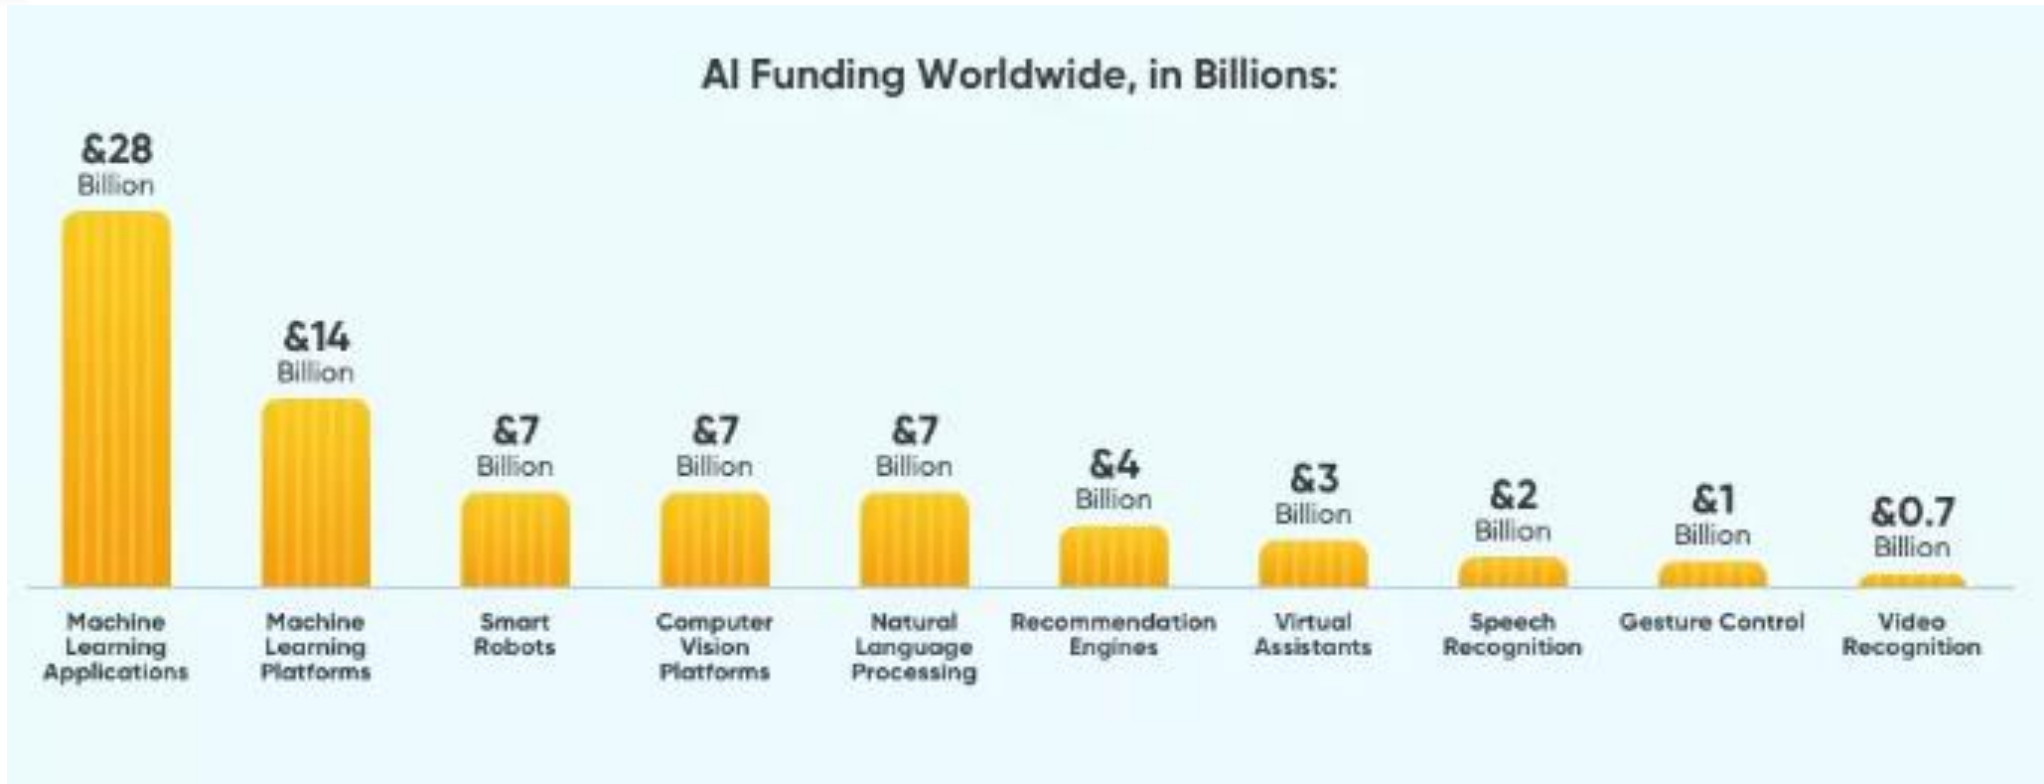 AI Funding Worldwide, in Billions:
&28
Billion
&14
Billion
&7
Billion
&7
Billion
&7
Billion
&4
Billion
&3
Billion
&2
Billion
&1
Billion
&0.7
Billion
Machine
Learning
Applications
Machine
Learning
Platforms
Smart
Robots
Computer
Vision
Platforms
Natural
Language
Processing
Recommendation
Engines
Virtual
Assistants
Speech
Recognition
Gesture Control
Video
Recognition